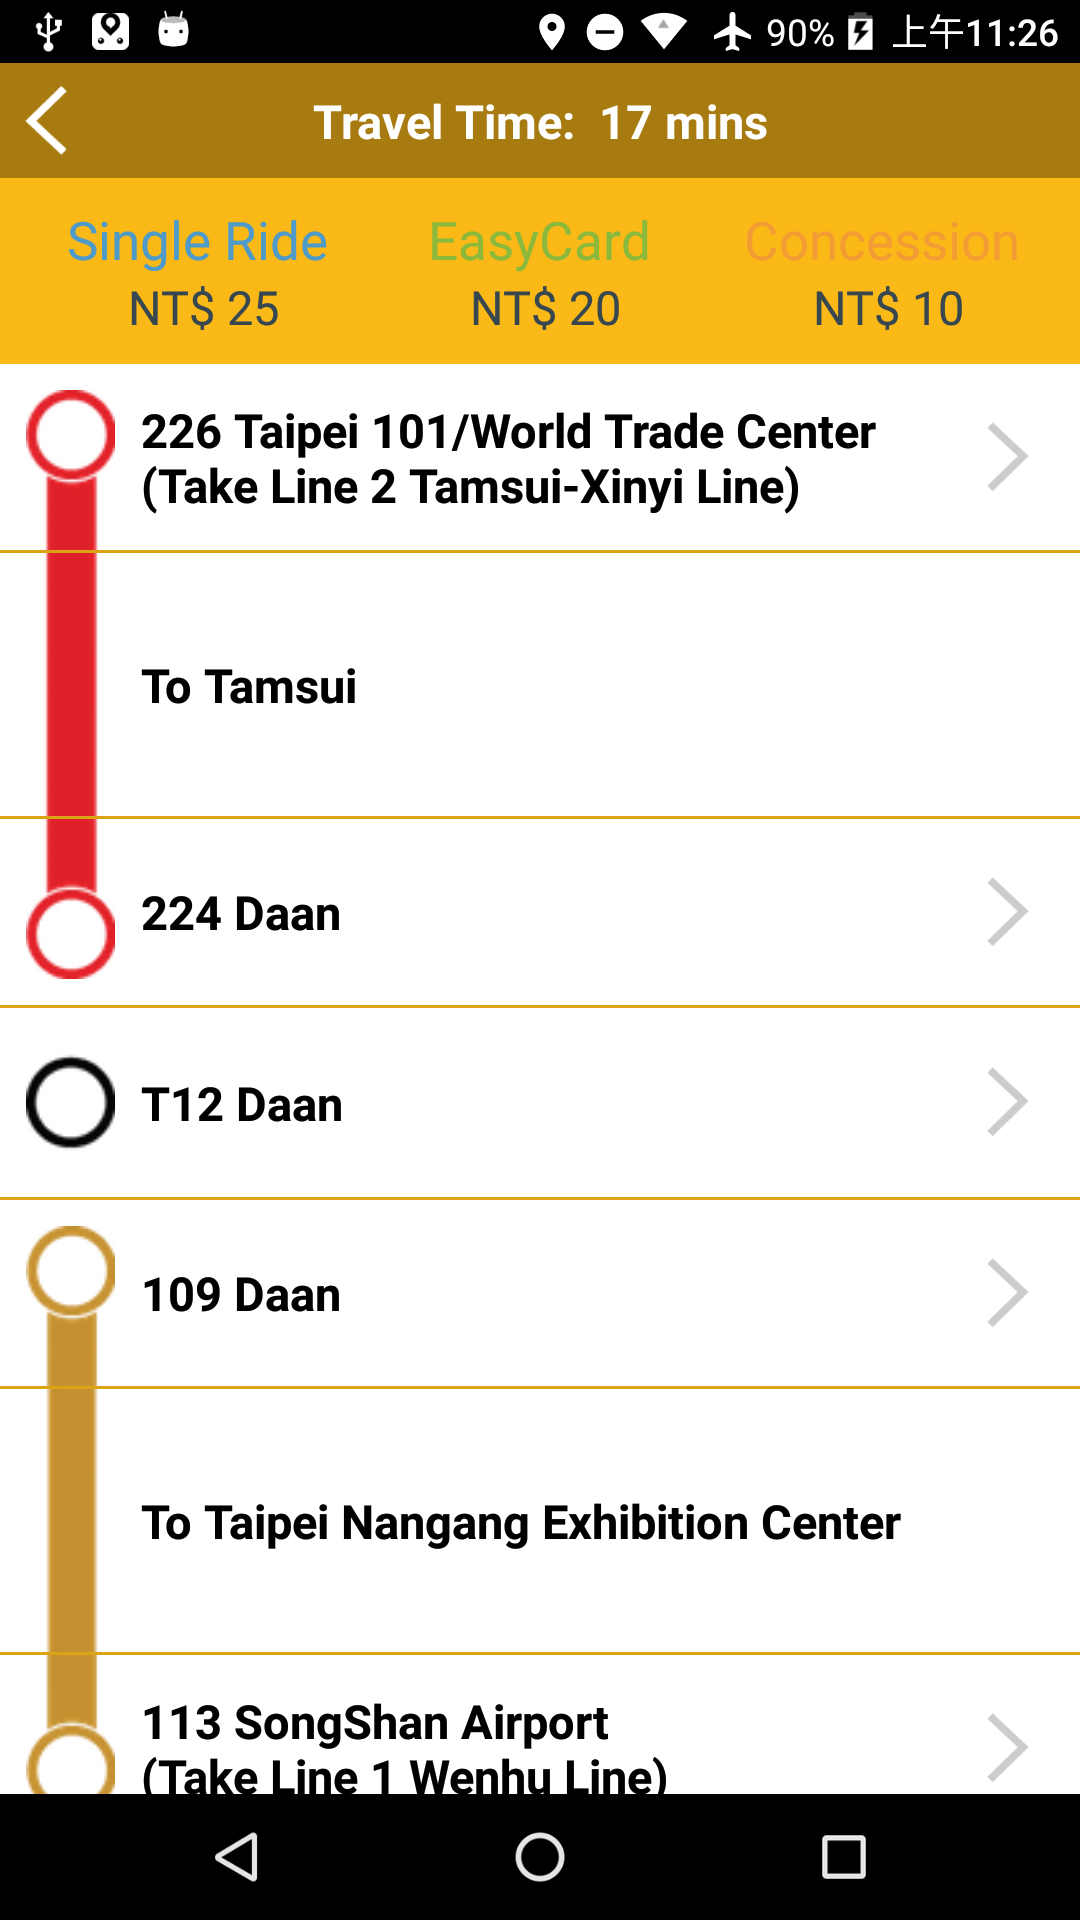 90% 上午11:26
Travel Time:  17 mins
Single Ride EasyCard Concession
NT$ 25 NT$ 20 NT$ 10
226 Taipei 101/World Trade Center
(Take Line 2 Tamsui-Xinyi Line)
To Tamsui
224 Daan
T12 Daan
109 Daan
To Taipei Nangang Exhibition Center
113 SongShan Airport
(Take Line 1 Wenhu Line)